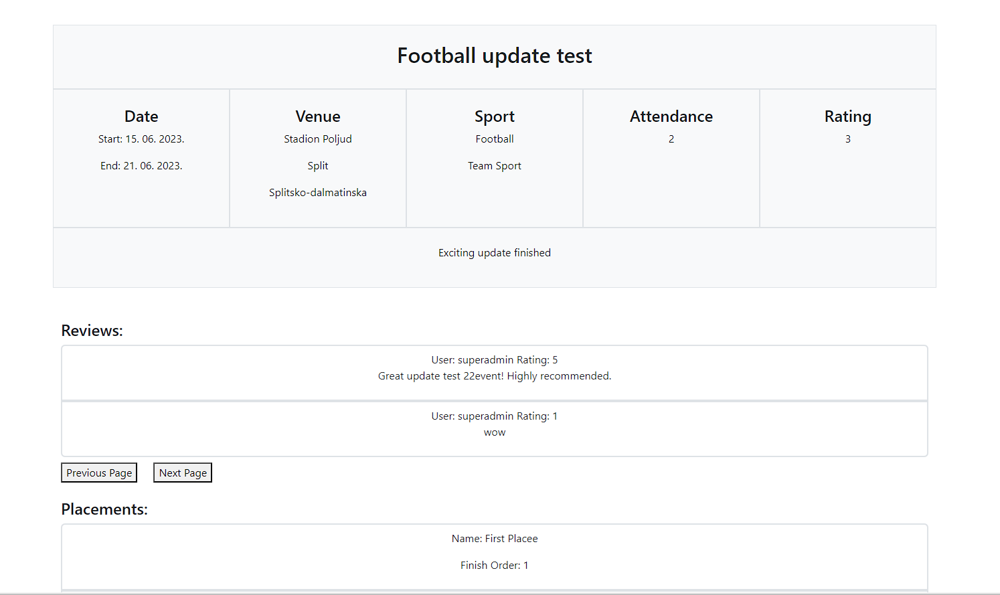 Football update test
Date
Start: 15. 06. 2023.
End: 21. 06. 2023.
Venue
Stadion Poljud
Split
Splitsko-dalmatinska
Sport
Football
Team Sport
Attendance
2
Rating
3
Exciting update finished
Reviews:
User: superadmin Rating: 5
Great update test 22event! Highly recommended.
User: superadmin Rating: 1
wow
Previous Page Next Page
Placements:
Name: First Placee
Finish Order: 1